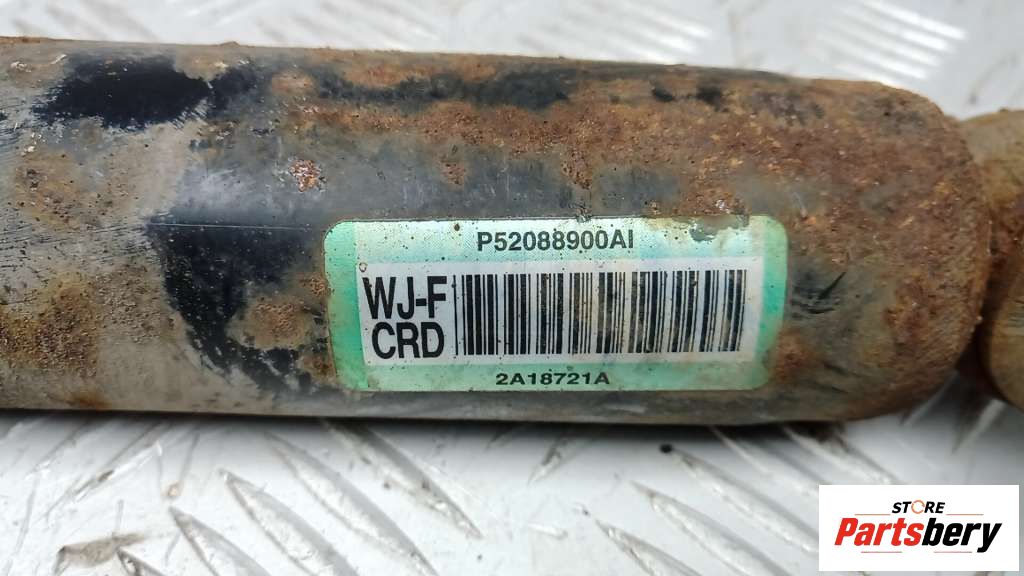 P52088900AI
WJ-F
CRD
2A18721A
STORE
Partsbery